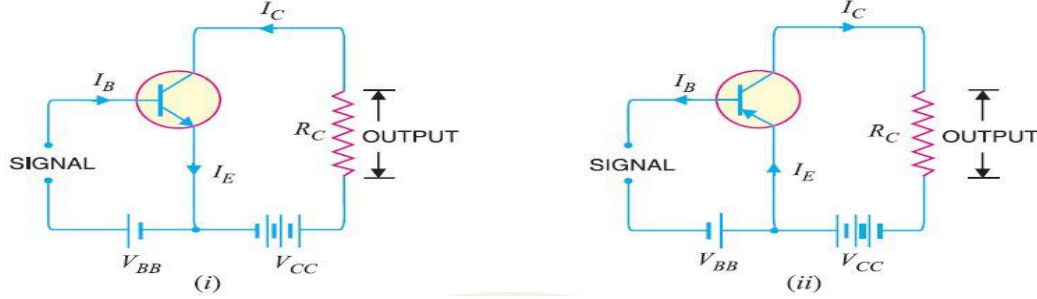 I_C
I_B
R_C OUTPUT
SIGNAL
I_E
V_BB V_CC
(i)
I_C
I_B
R_C OUTPUT
SIGNAL
I_E
V_BB V_CC
(ii)